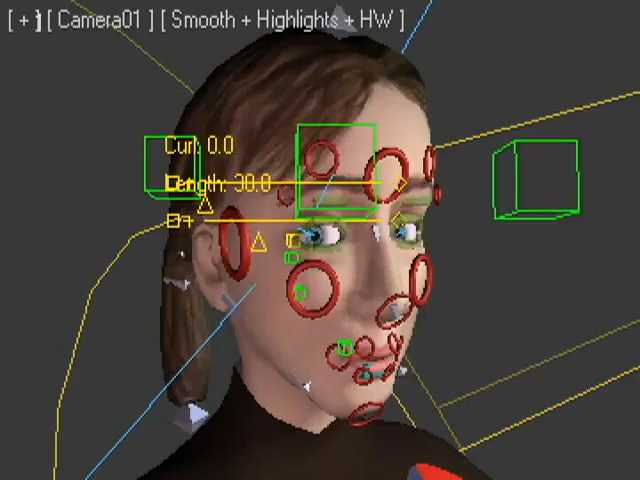 [ + ] [ Camera01 ] [ Smooth + Highlights + HW ]
Curl: 0.0
Length: 30.0